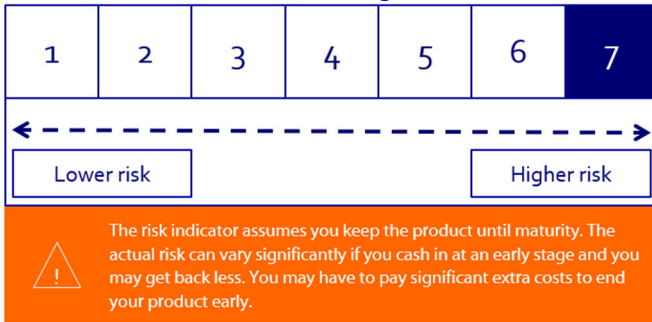 1 2 3 4 5 6 7
Lower risk Higher risk
The risk indicator assumes you keep the product until maturity. The
actual risk can vary significantly if you cash in at an early stage and you
may get back less. You may have to pay significant extra costs to end
your product early.
!